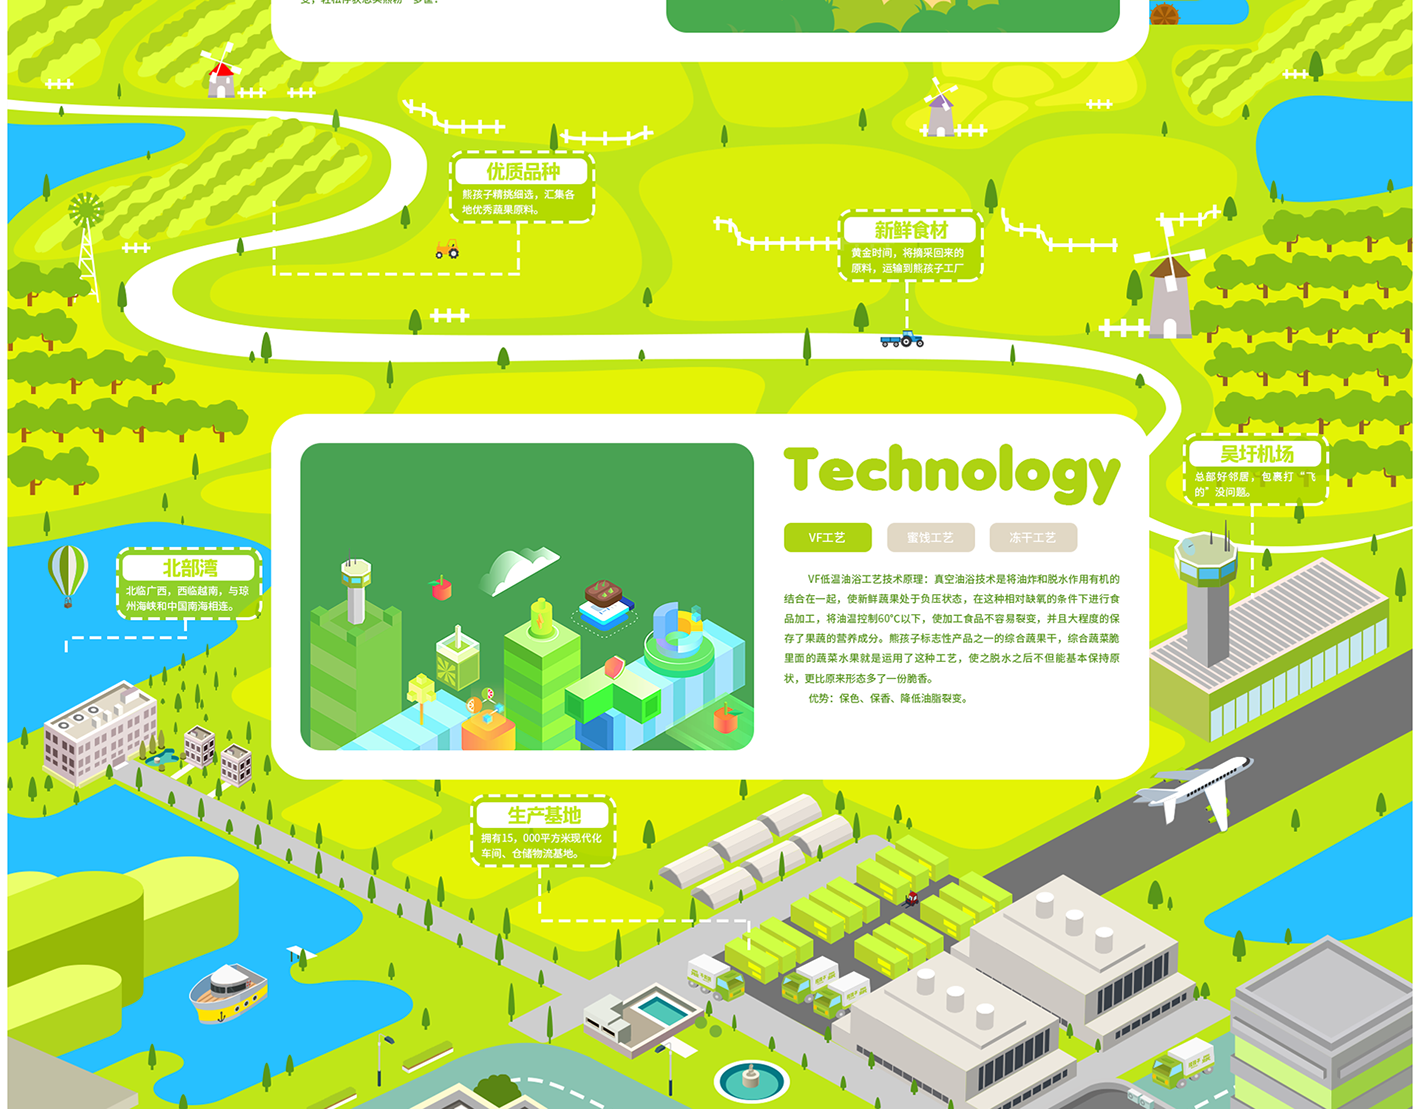 优质品种
熊孩子精挑细选，汇集各
地优秀蔬果原料。
新鲜食材
黄金时间，将摘采回来的
原料，运输到熊孩子工厂
Technology
VF工艺
蜜饯工艺
冻干工艺
VF低温油浴工艺技术原理：真空油浴技术是将油炸和脱水作用有机的
结合在一起，使新鲜蔬果处于负压状态，在这种相对缺氧的条件下进行食
品加工，将油温控制60°C以下，使加工食品不容易裂变，并且大程度的保
存了果蔬的营养成分。熊孩子标志性产品之一的综合蔬果干，综合蔬菜脆
里面的蔬菜水果就是运用了这种工艺，使之脱水之后不但能基本保持原
状，更比原来形态多了一份脆香。
优势：保色、保香、降低油脂裂变。
吴圩机场
总部好邻居，包裹打“飞
的”没问题。
北部湾
北临广西，西临越南，与琼
州海峡和中国南海相连。
生产基地
拥有15，000平方米现代化
车间、仓储物流基地。